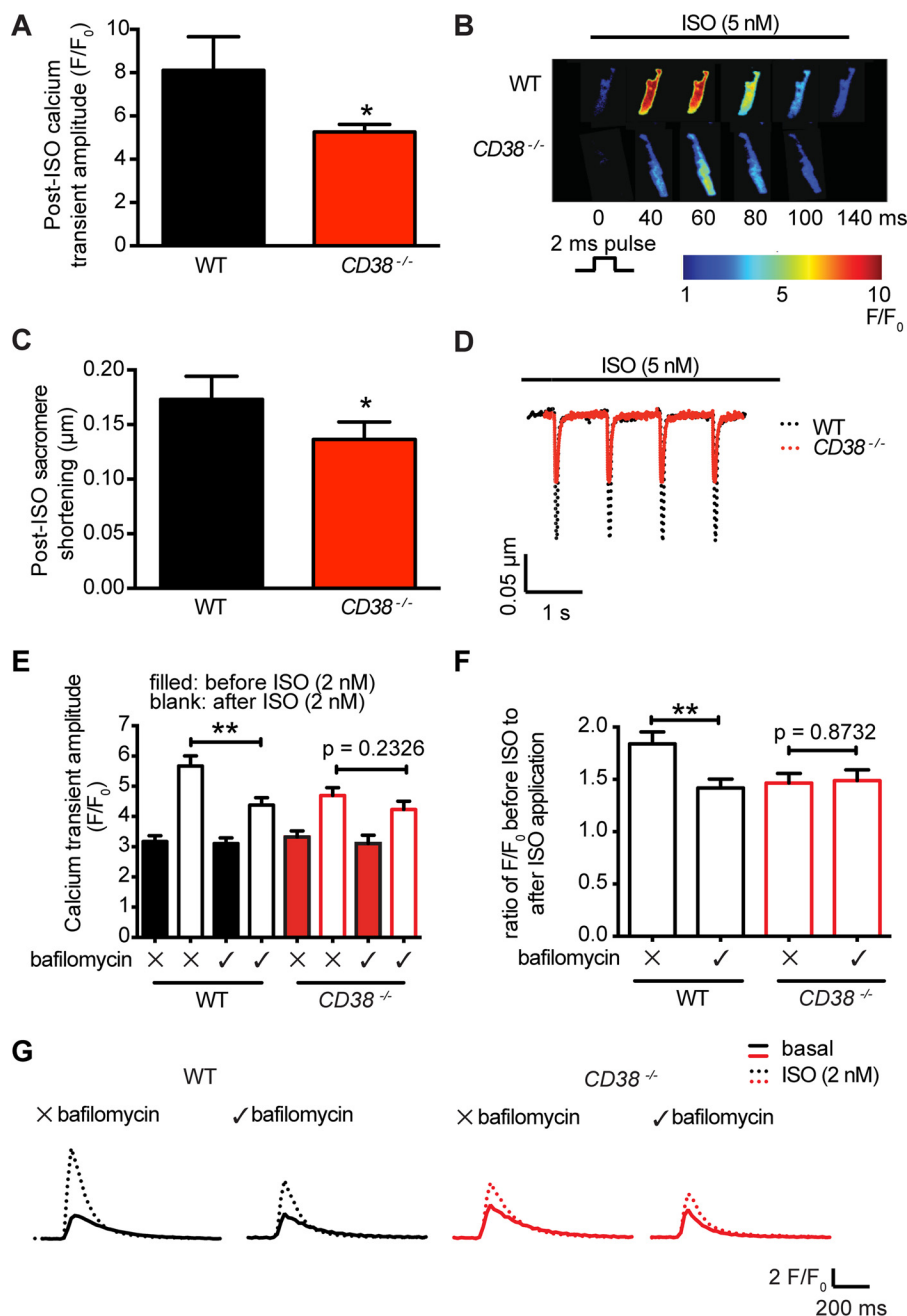 A
Post-ISO calcium
transient amplitude (F/F0)
10
8
6
4
2
0
*
WT
CD38 -/-
B
ISO (5 nM)
WT
CD38 -/-
0 40 60 80 100 140 ms
2 ms pulse
1 5 10
F/F0
C
Post-ISO sacromere
shortening (μm)
0.20
0.15
0.10
0.05
0.00
*
WT
CD38 -/-
D
ISO (5 nM)
WT
CD38 -/-
0.05 μm
1 s
E
filled: before ISO (2 nM)
blank: after ISO (2 nM)
Calcium transient amplitude
(F/F0)
7
6
5
4
3
2
1
0
**
p = 0.2326
bafilomycin × × ✓ ✓ × × ✓ ✓
WT CD38 -/-
F
ratio of F/F0 before ISO to
after ISO application
2.0
1.5
1.0
0.5
0.0
**
p = 0.8732
bafilomycin × ✓ × ✓
WT CD38 -/-
G
basal
ISO (2 nM)
WT CD38 -/-
× bafilomycin ✓ bafilomycin × bafilomycin ✓ bafilomycin
2 F/F0
200 ms